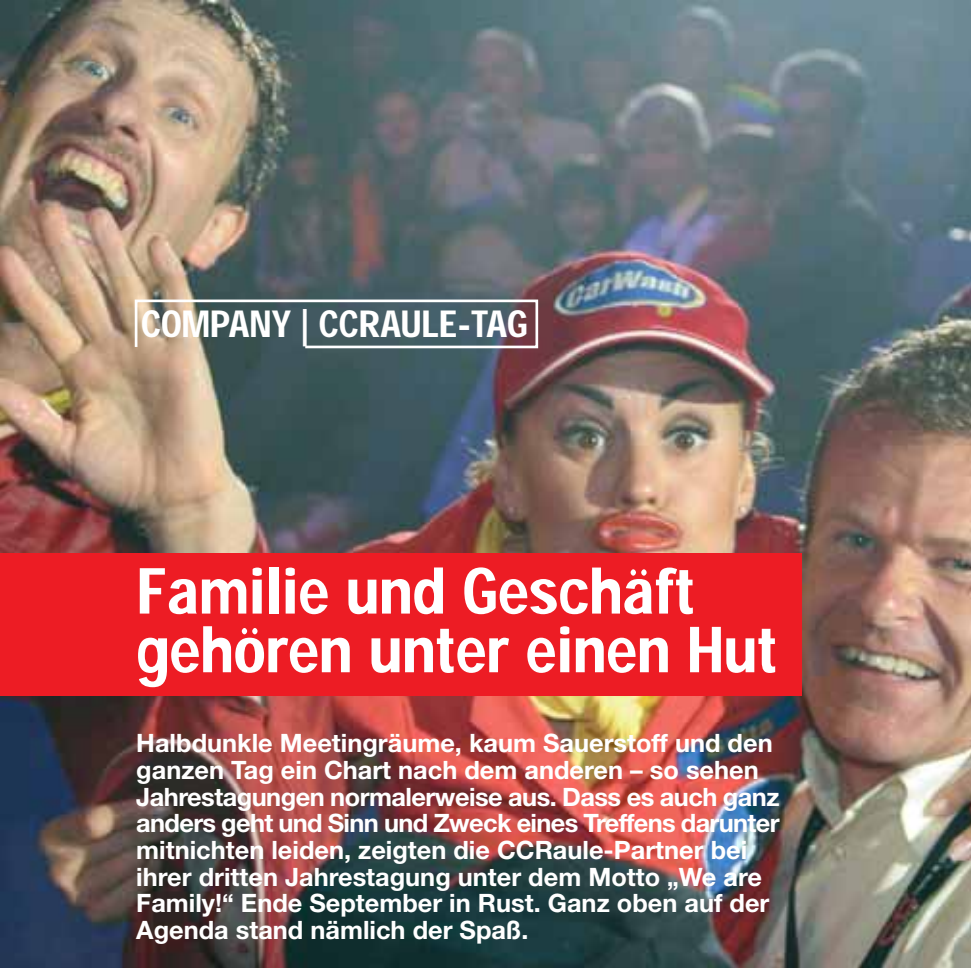 CarWash
COMPANY | CCRAULE-TAG
Familie und Geschäft
gehören unter einen Hut
Halbdunkle Meetingräume, kaum Sauerstoff und den
ganzen Tag ein Chart nach dem anderen – so sehen
Jahrestagungen normalerweise aus. Dass es auch ganz
anders geht und Sinn und Zweck eines Treffens darunter
mitnichten leiden, zeigten die CCRaule-Partner bei
ihrer dritten Jahrestagung unter dem Motto „We are
Family!“ Ende September in Rust. Ganz oben auf der
Agenda stand nämlich der Spaß.